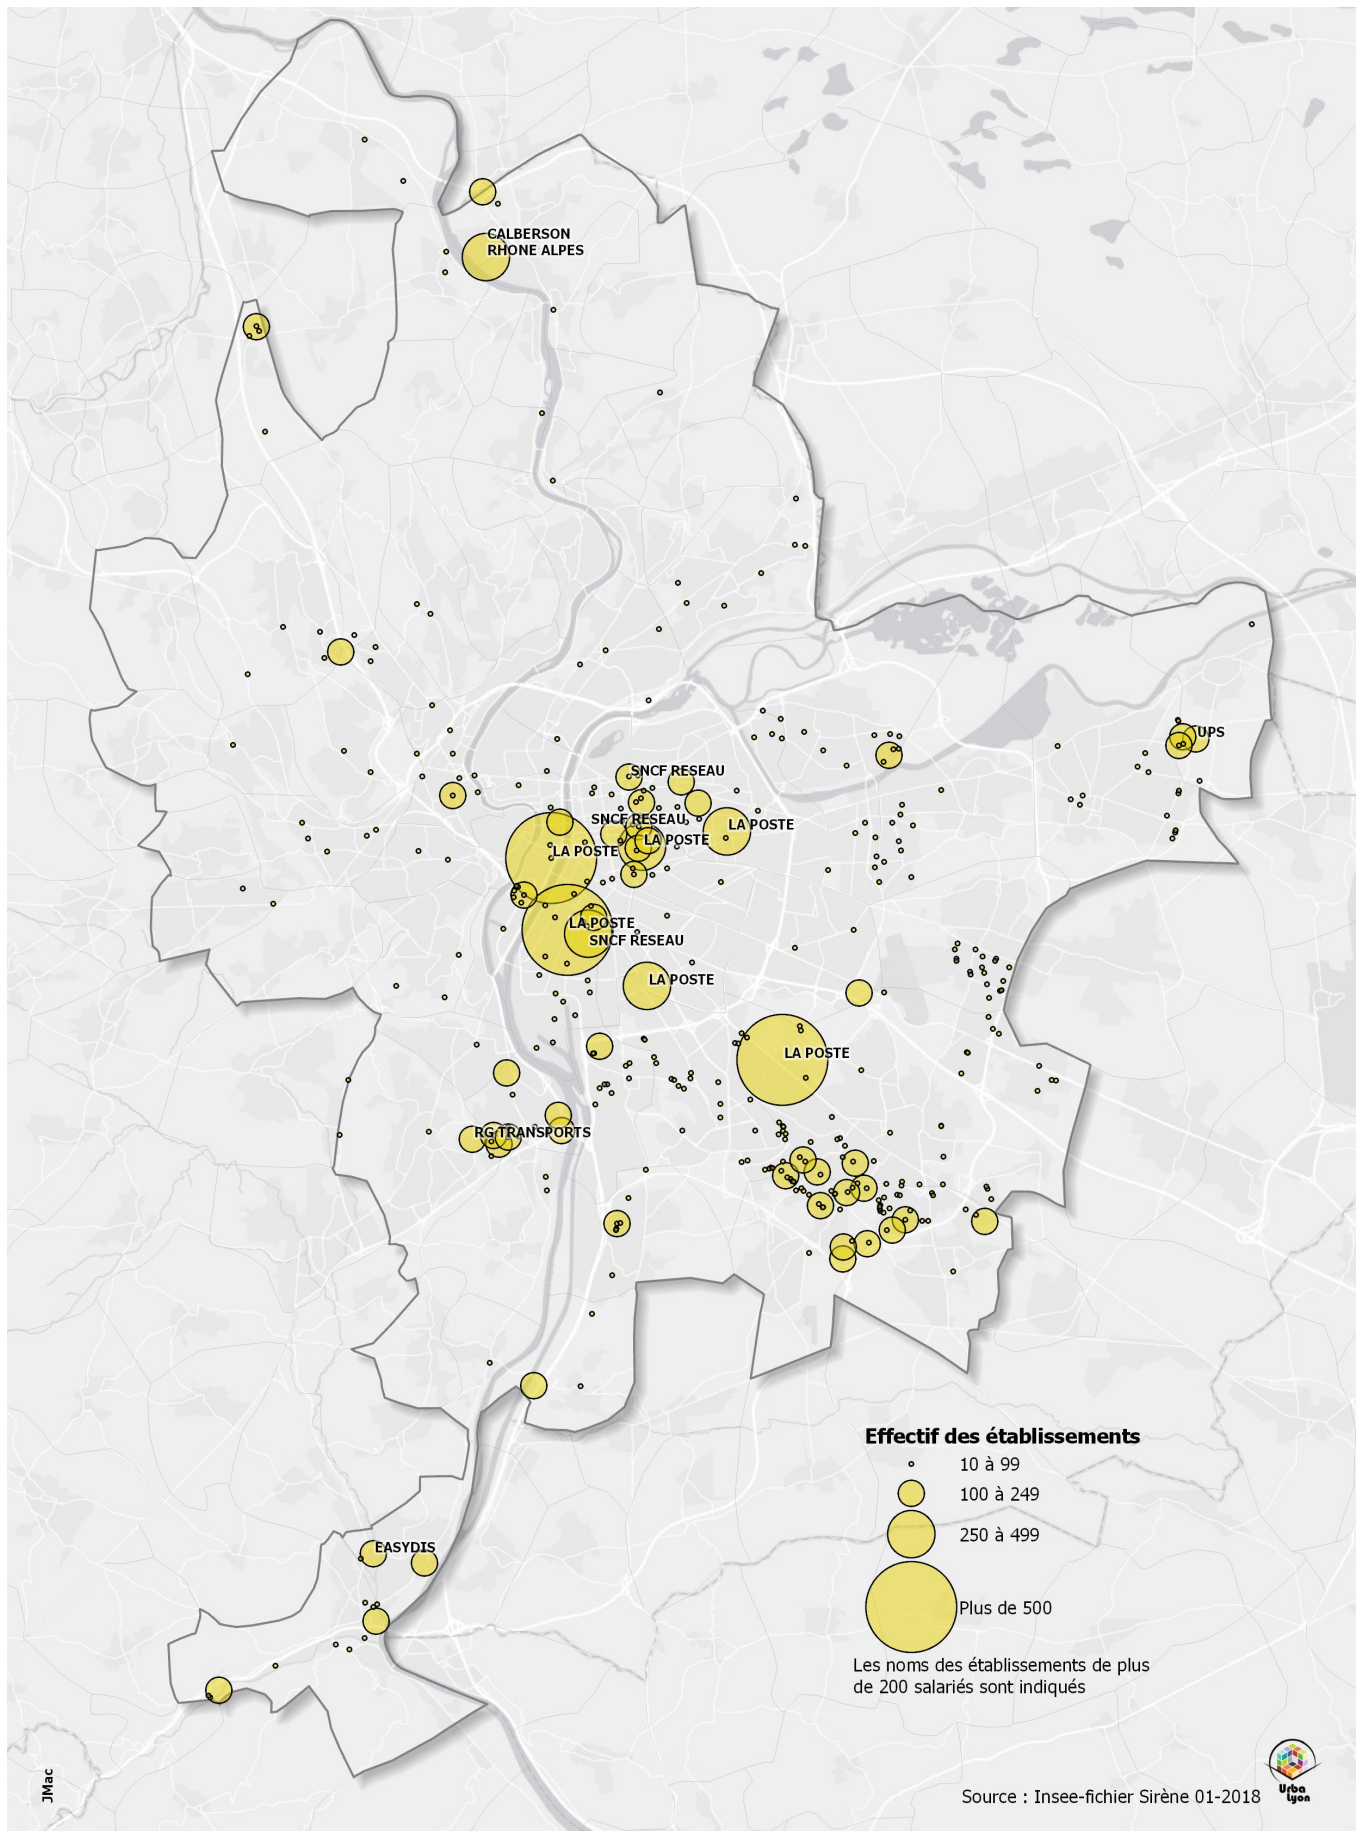 CALBERSON
RHONE ALPES
UPS
SNCF RESEAU
SNCF RESEAU
LA POSTE
LA POSTE
LA POSTE
LA POSTE
SNCF RESEAU
LA POSTE
LA POSTE
RG TRANSPORTS
EASYDIS
Effectif des établissements
10 à 99
100 à 249
250 à 499
Plus de 500
Les noms des établissements de plus
de 200 salariés sont indiqués
JMac
Source : Insee-fichier Sirène 01-2018
Urba
Lyon